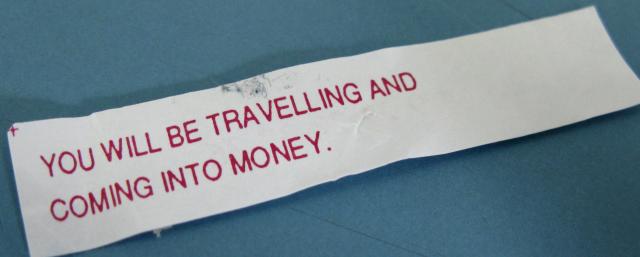 YOU WILL BE TRAVELLING AND
COMING INTO MONEY.